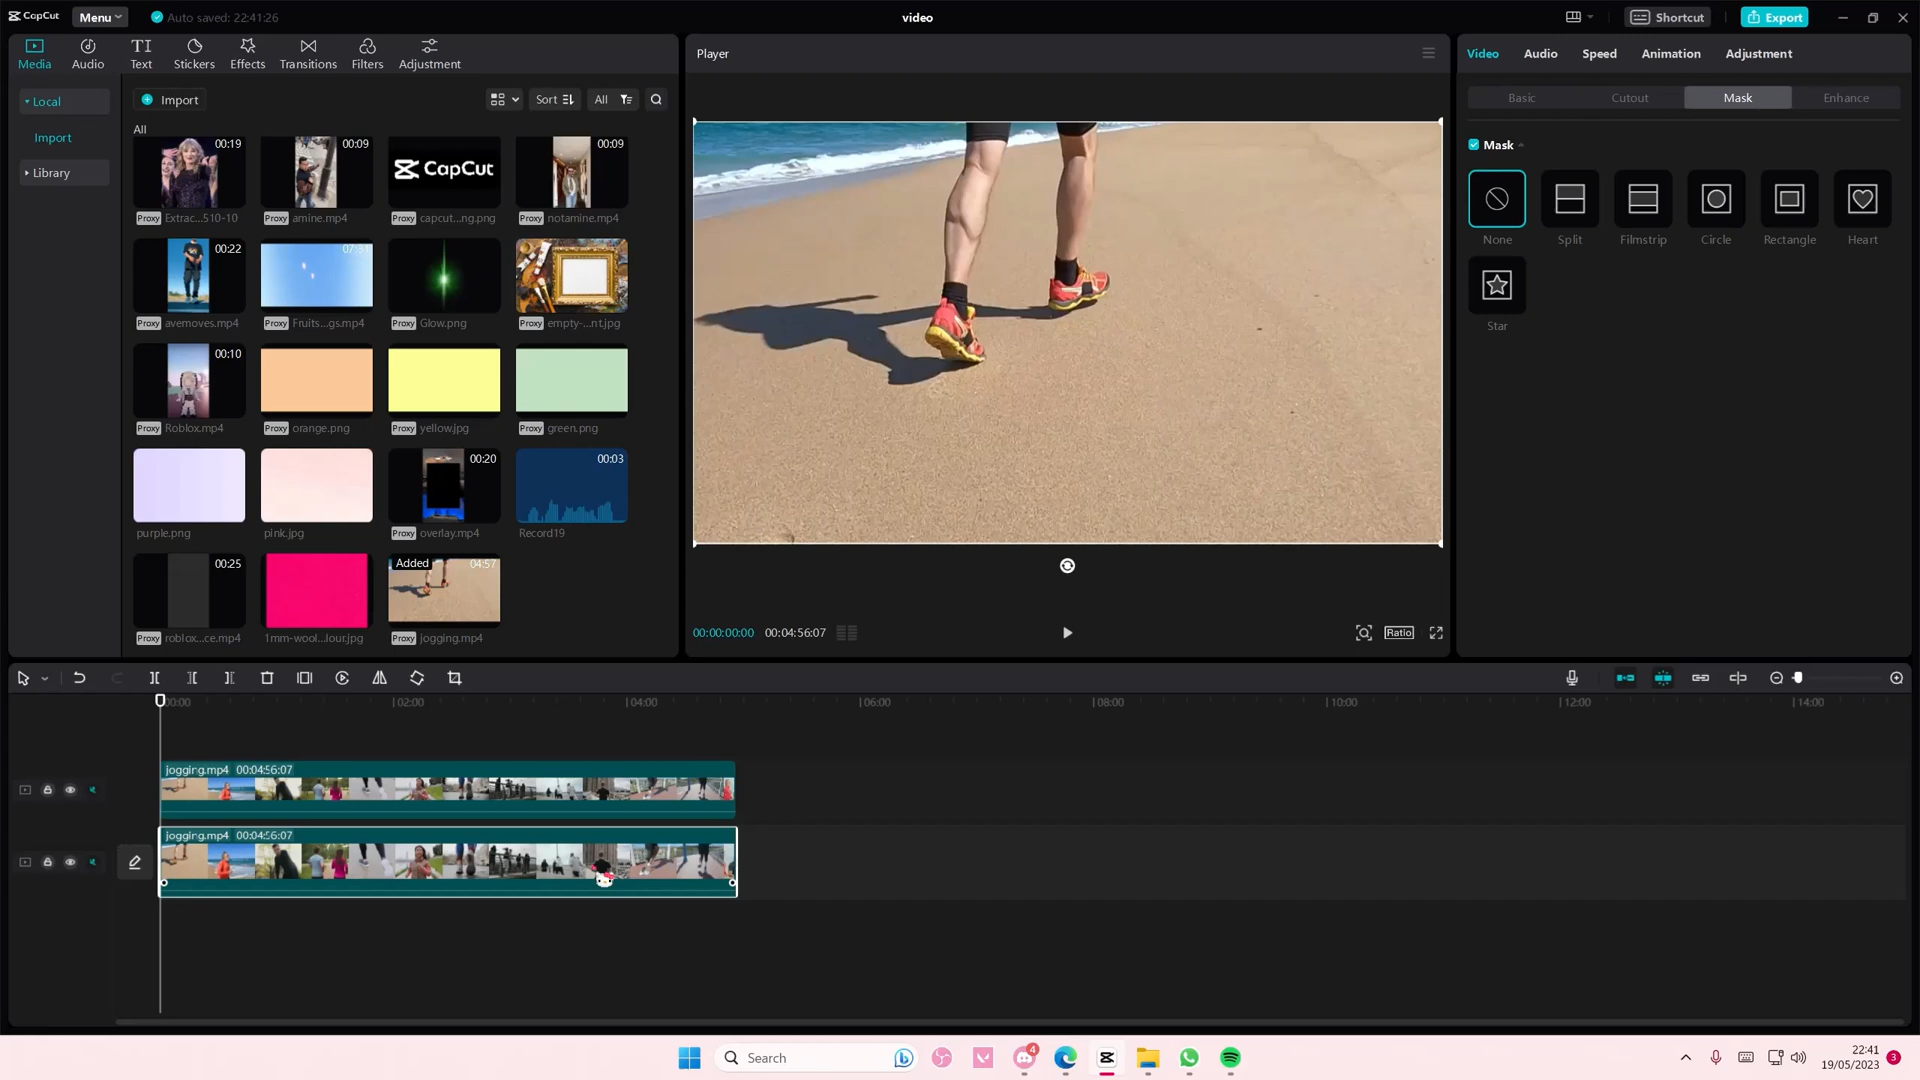 CapCut Menu Auto saved: 22:41:26 video Shortcut Export
Media Audio Text Stickers Effects Transitions Filters Adjustment
Player
Video Audio Speed Animation Adjustment
Local
Import
Library
Import Sort All
All
00:19 00:09 CapCut 00:09
Proxy Extrac...510-10 Proxy amine.mp4 Proxy capcut...ng.png Proxy notamine.mp4
00:22 07:31
Proxy avemoves.mp4 Proxy Fruits...gs.mp4 Proxy Glow.png Proxy empty-...nt.jpg
00:10
Proxy Roblox.mp4 Proxy orange.png Proxy yellow.jpg Proxy green.png
00:20 00:03
purple.png pink.jpg Proxy overlay.mp4 Record19
00:25 Added 04:57
Proxy roblox...ce.mp4 1mm-wool...lour.jpg Proxy jogging.mp4
00:00:00:00 00:04:56:07 Ratio
Basic Cutout Mask Enhance
Mask
None Split Filmstrip Circle Rectangle Heart
Star
00:00 |02:00 |04:00 |06:00 |08:00 |10:00 |12:00 |14:00
jogging.mp4 00:04:56:07
jogging.mp4 00:04:56:07
Search
4
22:41
19/05/2023
3